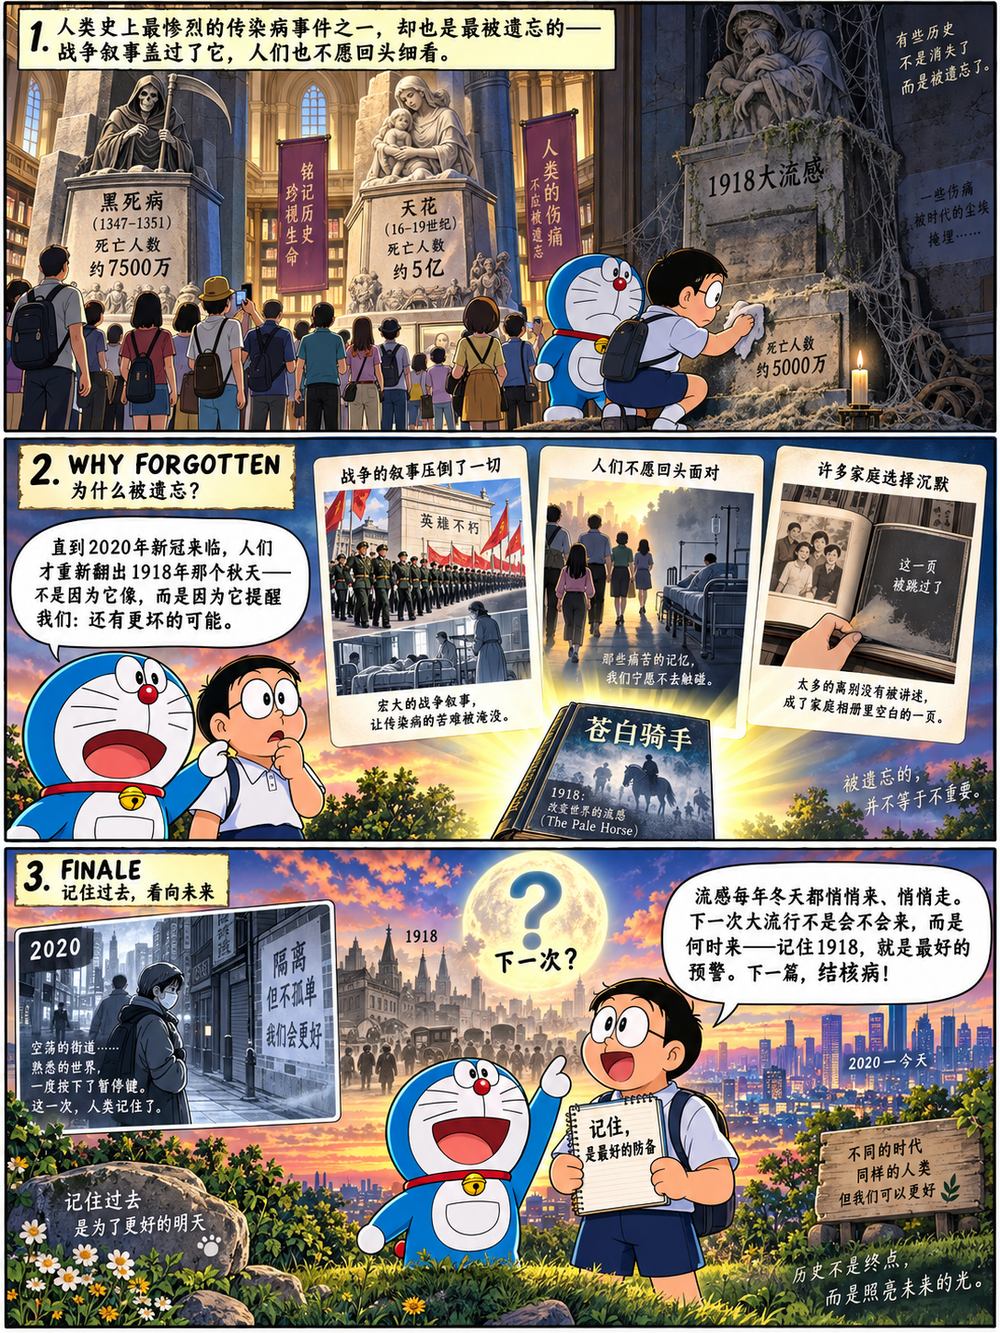 1. 人类史上最惨烈的传染病事件之一，却也是最被遗忘的——
战争叙事盖过了它，人们也不愿回头细看。
有些历史
不是消失了
而是被遗忘了。
黑死病
(1347-1351)
死亡人数
约7500万
铭记历史
珍视生命
天花
(16-19世纪)
死亡人数
约5亿
人类的伤痛
不应被遗忘
1918大流感
死亡人数
约5000万
一些伤痛
被时代的尘埃
掩埋……
2. WHY FORGOTTEN
为什么被遗忘？
直到2020年新冠来临，人们
才重新翻出1918年那个秋天——
不是因为它像，而是因为它提醒
我们：还有更坏的可能。
战争的叙事压倒了一切
英雄不朽
宏大的战争叙事，
让传染病的苦难被淹没。
人们不愿回头面对
那些痛苦的记忆，
我们宁愿不去触碰。
许多家庭选择沉默
这一页
被跳过了
太多的离别没有被讲述，
成了家庭相册里空白的一页。
苍白骑手
1918：
改变世界的流感
(The Pale Horse)
被遗忘的，
并不等于不重要。
3. FINALE
记住过去，看向未来
2020
隔离
但不孤单
我们会更好
空荡的街道……
熟悉的世界，
一度按下了暂停键。
这一次，人类记住了。
1918
?
下一次？
流感每年冬天都悄悄来、悄悄走。
下一次大流行不是会不会来，而是
何时来——记住1918，就是最好的
预警。下一篇，结核病！
2020—今天
记住，
是最好的防备
不同的时代
同样的人类
但我们可以更好
记住过去
是为了更好的明天
历史不是终点，
而是照亮未来的光。